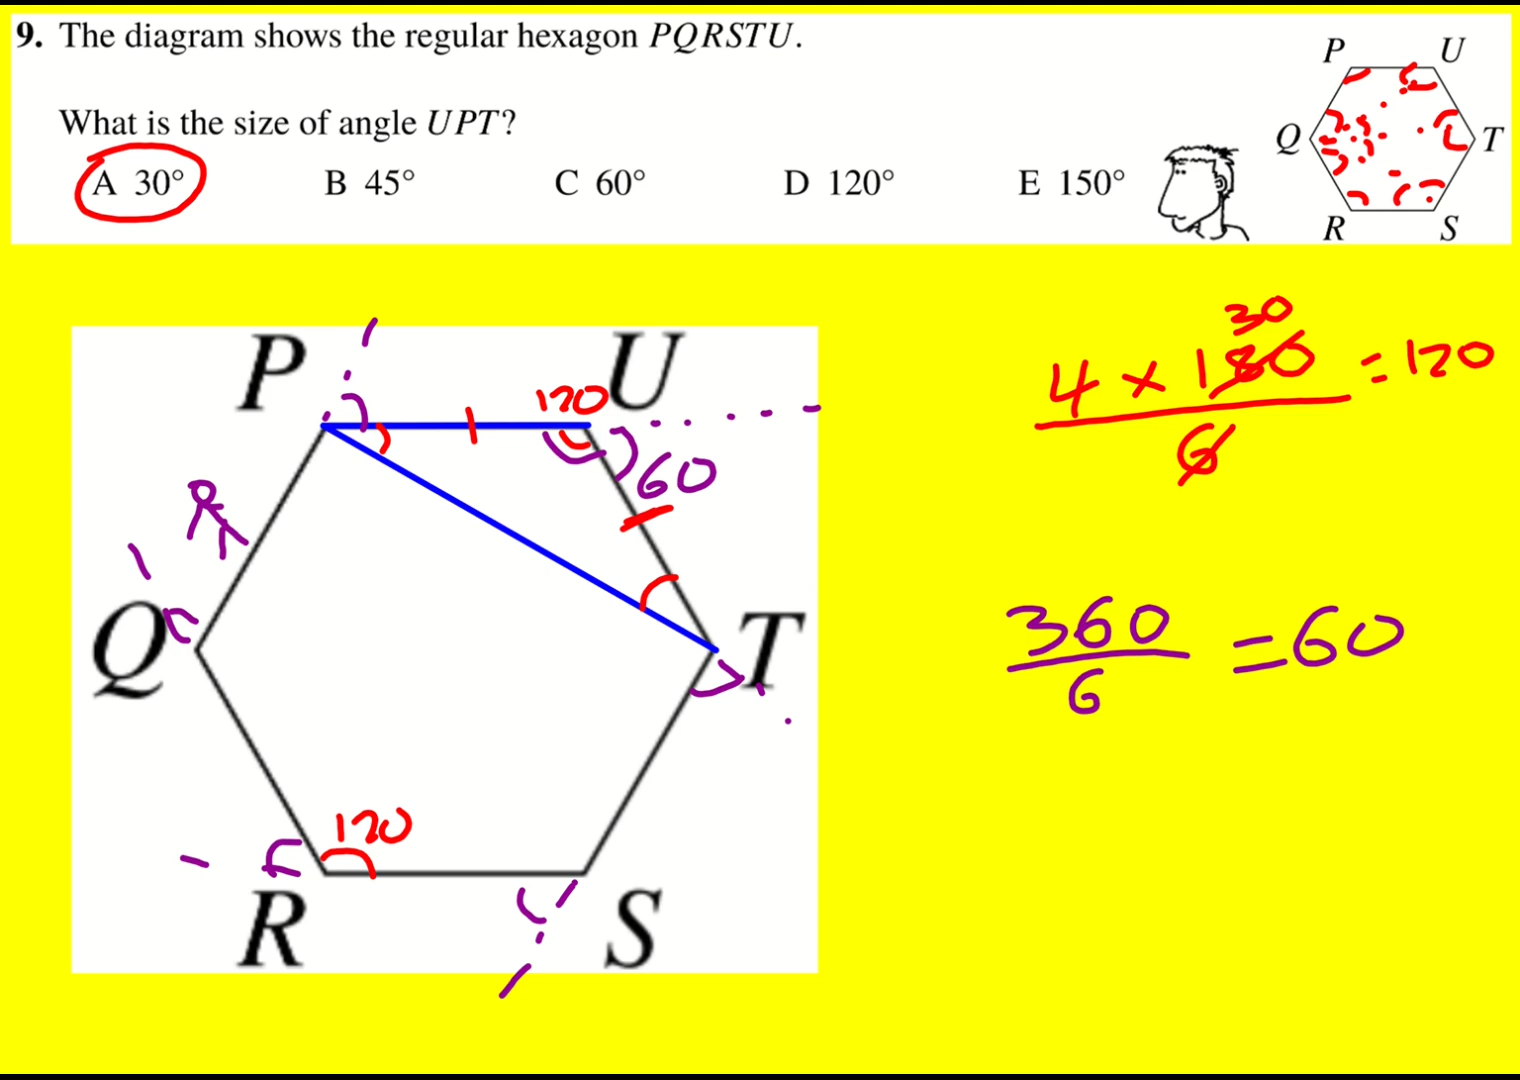 9. The diagram shows the regular hexagon PQRSTU.
What is the size of angle UPT?
A 30° B 45° C 60° D 120° E 150°
P U
Q T
R S
30
4 × 180 = 120
6
P U
120
60
Q T
360 = 60
6
120
R S